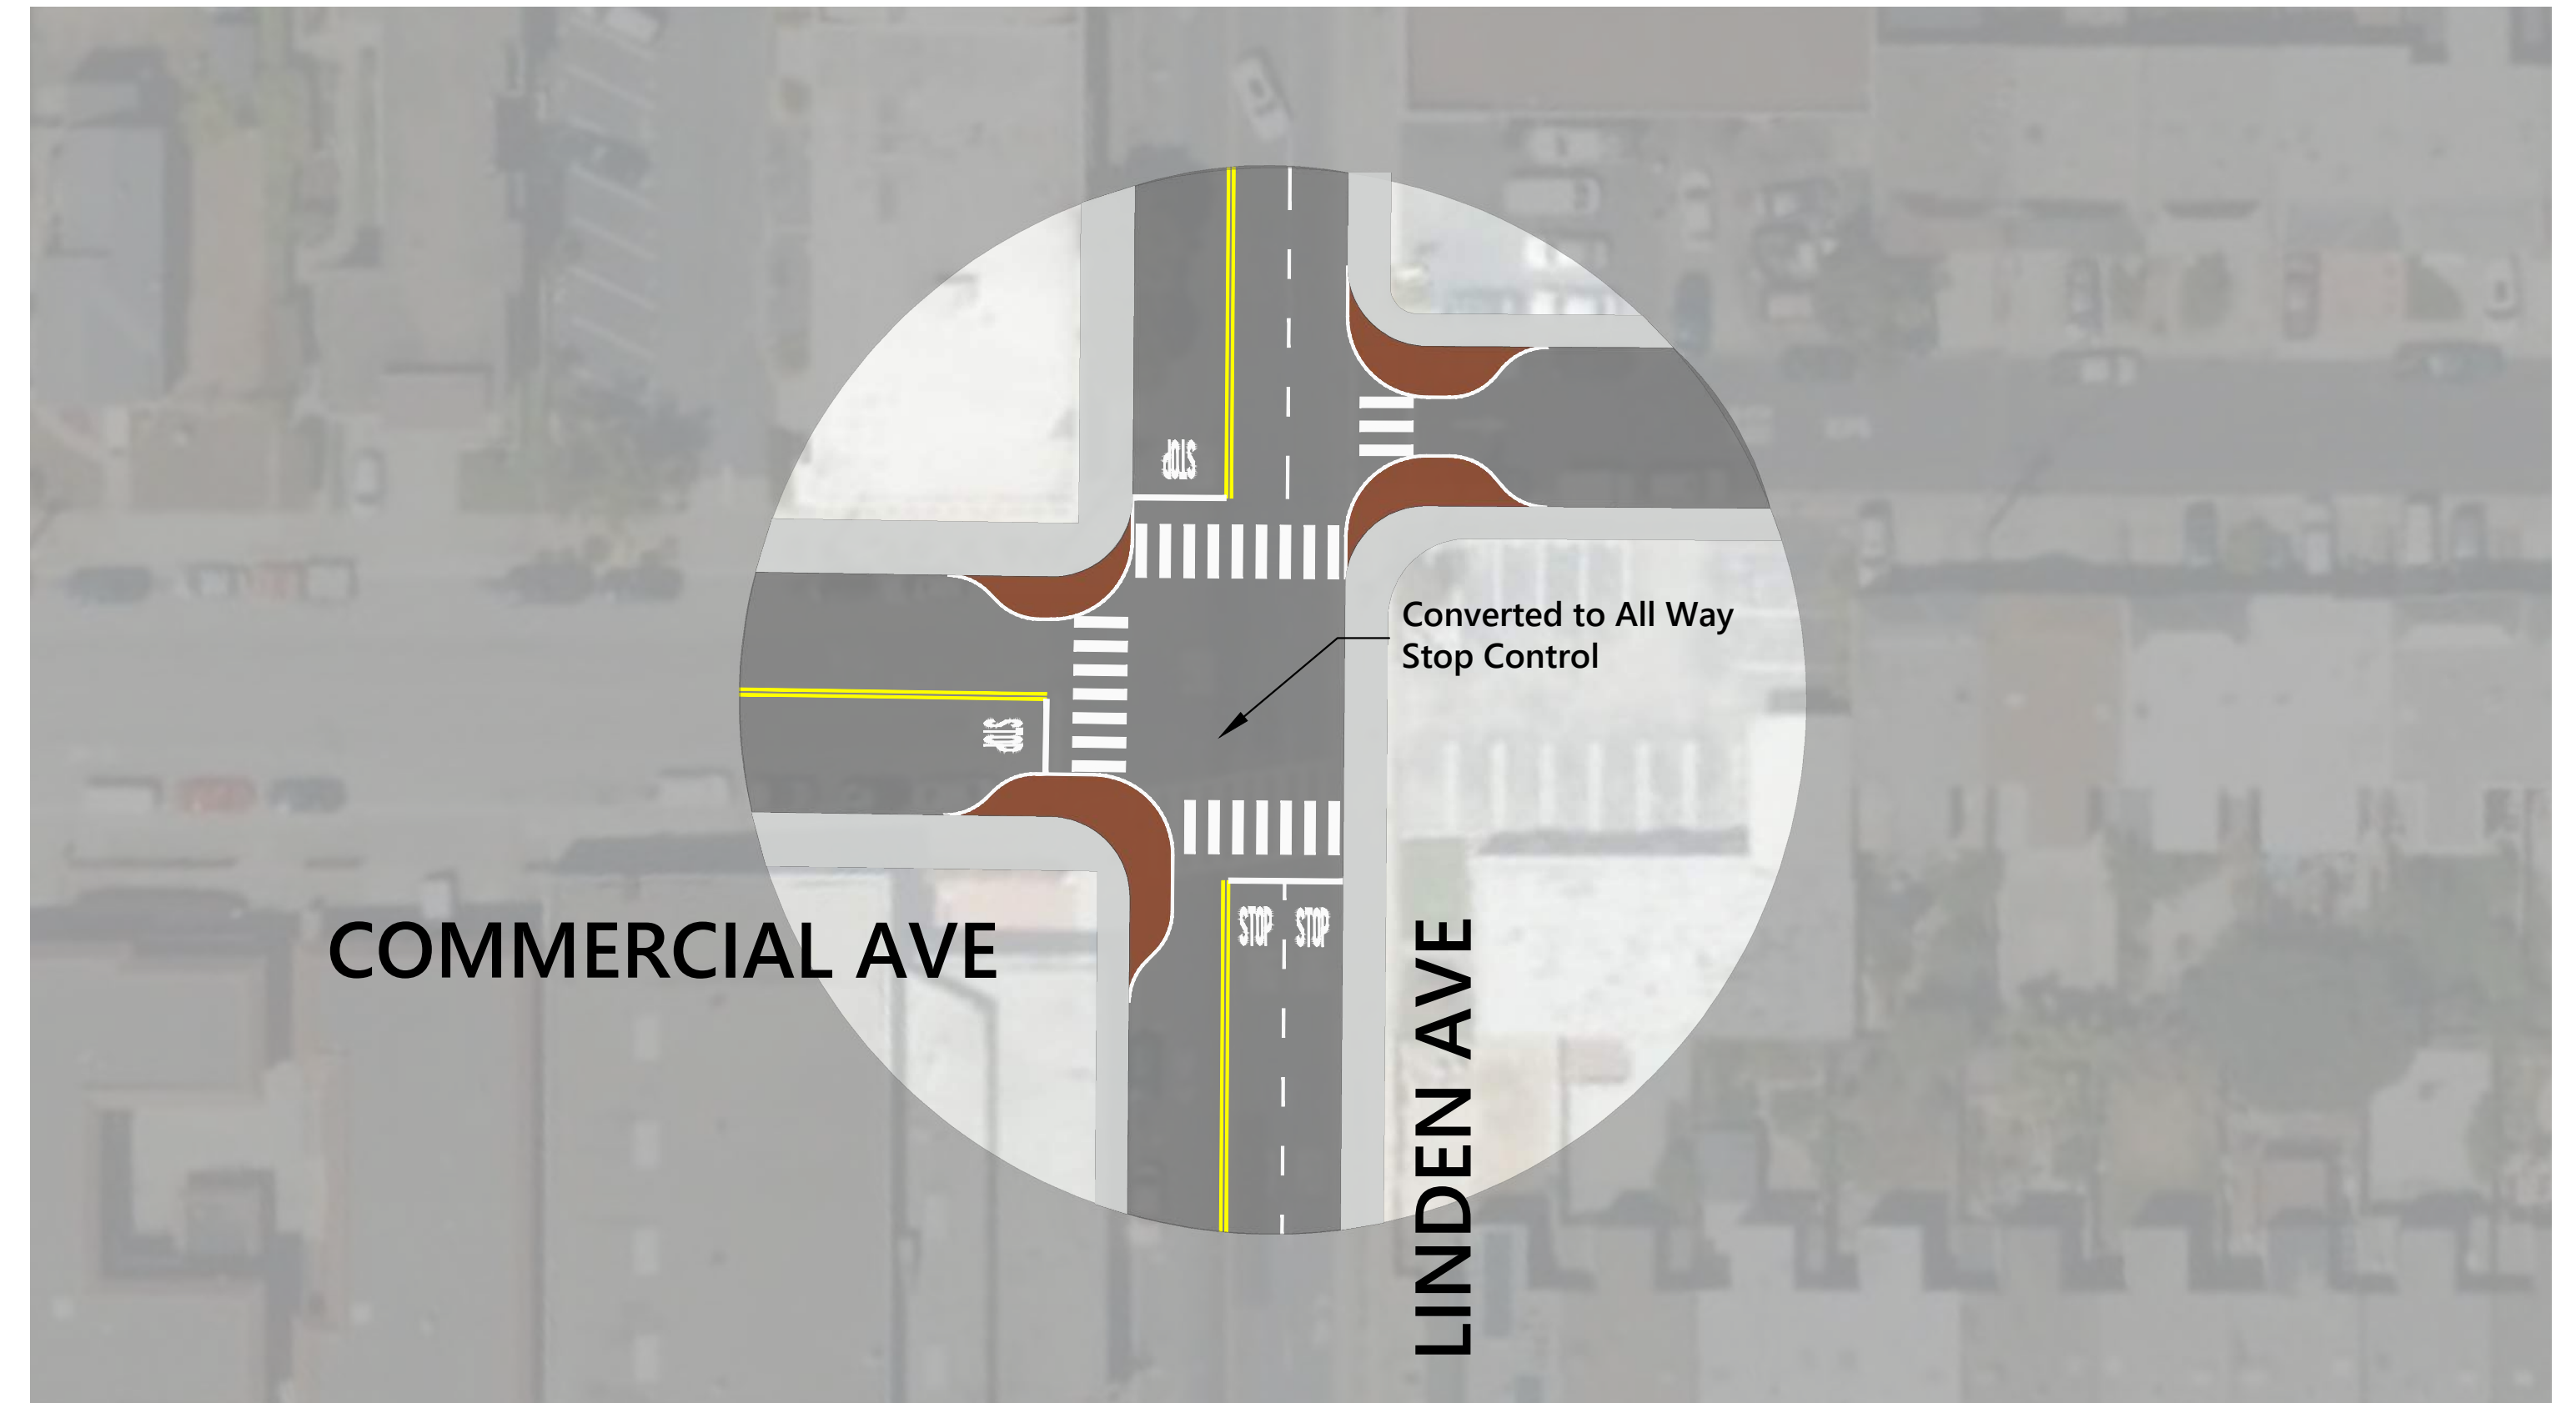 STOP
Converted to All Way
Stop Control
STOP
STOP STOP
COMMERCIAL AVE
LINDEN AVE